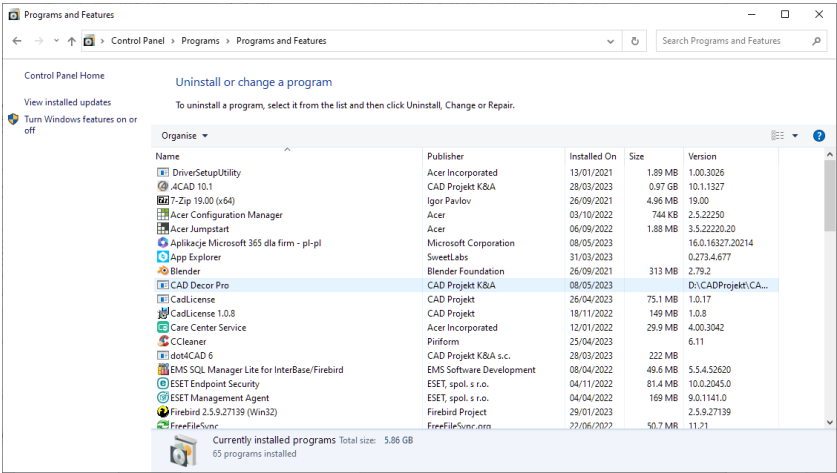 Programs and Features
Control Panel > Programs > Programs and Features
Search Programs and Features
Control Panel Home
View installed updates
Turn Windows features on or
off
Uninstall or change a program
To uninstall a program, select it from the list and then click Uninstall, Change or Repair.
Organise
Name Publisher Installed On Size Version
DriverSetupUtility Acer Incorporated 13/01/2021 1.89 MB 1.00.3026
.4CAD 10.1 CAD Projekt K&A 28/03/2023 0.97 GB 10.1.1327
7-Zip 19.00 (x64) Igor Pavlov 26/09/2021 4.96 MB 19.00
Acer Configuration Manager Acer 03/10/2022 744 KB 2.5.22250
Acer Jumpstart Acer 06/09/2022 1.88 MB 3.5.22220.20
Aplikacje Microsoft 365 dla firm - pl-pl Microsoft Corporation 08/05/2023 16.0.16327.20214
App Explorer SweetLabs 31/03/2023 0.273.4.677
Blender Blender Foundation 26/09/2021 313 MB 2.79.2
CAD Decor Pro CAD Projekt K&A 08/05/2023 D:\CADProjekt\CA...
CadLicense CAD Projekt 26/04/2023 75.1 MB 1.0.17
CadLicense 1.0.8 CAD Projekt 18/11/2022 149 MB 1.0.8
Care Center Service Acer Incorporated 12/01/2022 29.9 MB 4.00.3042
CCleaner Piriform 25/04/2023 6.11
dot4CAD 6 CAD Projekt K&A s.c. 28/03/2023 222 MB
EMS SQL Manager Lite for InterBase/Firebird EMS Software Development 08/04/2022 49.6 MB 5.5.4.52620
ESET Endpoint Security ESET, spol. s r.o. 04/11/2022 81.4 MB 10.0.2045.0
ESET Management Agent ESET, spol. s r.o. 04/04/2022 169 MB 9.0.1141.0
Firebird 2.5.9.27139 (Win32) Firebird Project 29/01/2023 2.5.9.27139
FreeFileSync FreeFileSync.org 22/06/2022 50.7 MB 11.21
Currently installed programs Total size: 5.86 GB
65 programs installed